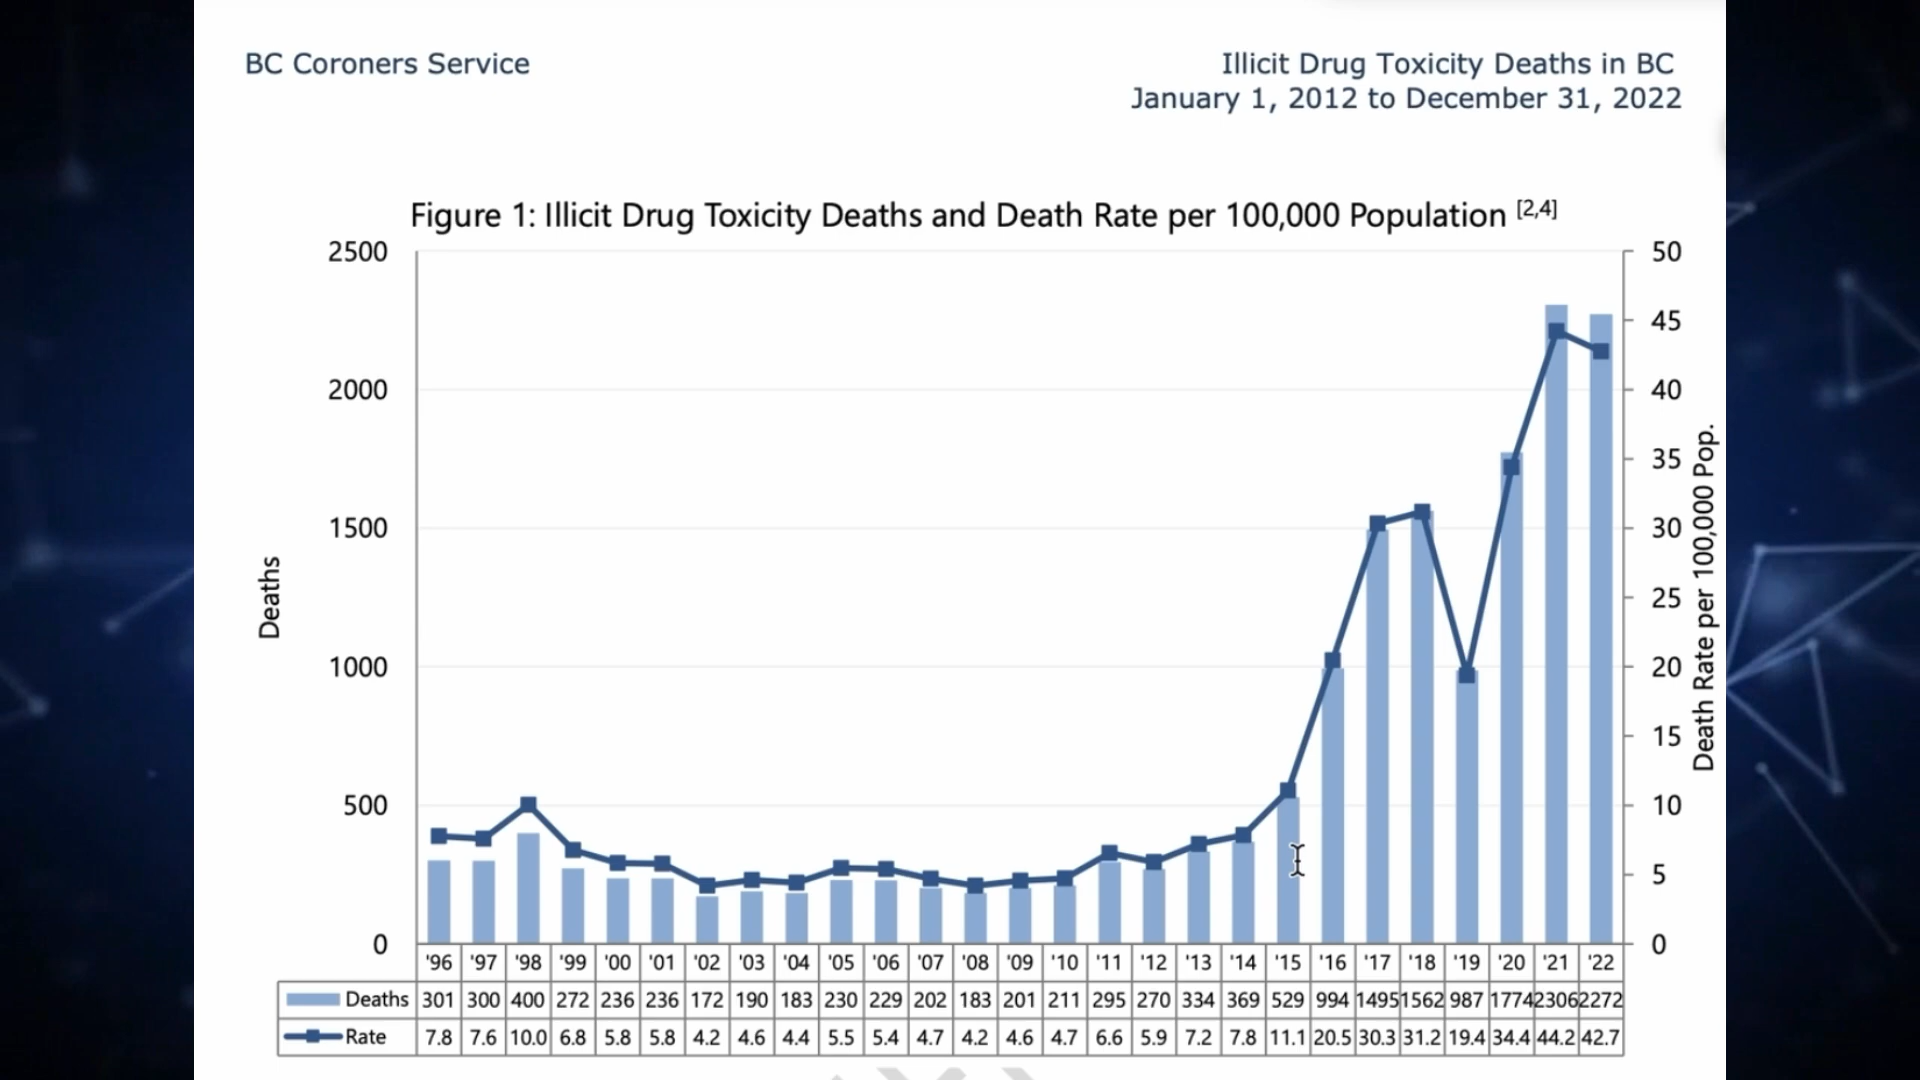 BC Coroners Service
Illicit Drug Toxicity Deaths in BC
January 1, 2012 to December 31, 2022
Figure 1: Illicit Drug Toxicity Deaths and Death Rate per 100,000 Population [2,4]
Deaths
2500
2000
1500
1000
500
0
50
45
40
35
30
25
20
15
10
5
0
Death Rate per 100,000 Pop.
'96 '97 '98 '99 '00 '01 '02 '03 '04 '05 '06 '07 '08 '09 '10 '11 '12 '13 '14 '15 '16 '17 '18 '19 '20 '21 '22
Deaths 301 300 400 272 236 236 172 190 183 230 229 202 183 201 211 295 270 334 369 529 994 1495 1562 987 1774 2306 2272
Rate 7.8 7.6 10.0 6.8 5.8 5.8 4.2 4.6 4.4 5.5 5.4 4.7 4.2 4.6 4.7 6.6 5.9 7.2 7.8 11.1 20.5 30.3 31.2 19.4 34.4 44.2 42.7